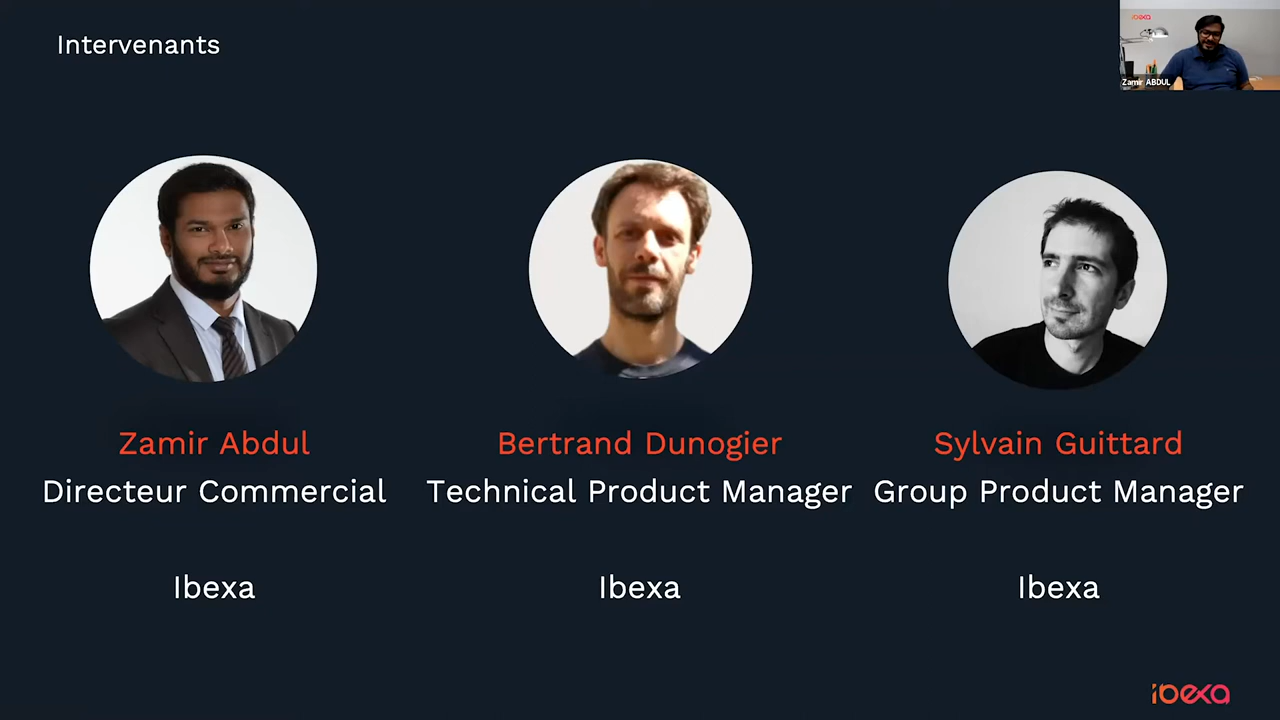 Intervenants
ibexa
Zamir ABDUL
Zamir Abdul
Directeur Commercial
Ibexa
Bertrand Dunogier
Technical Product Manager
Ibexa
Sylvain Guittard
Group Product Manager
Ibexa
ibexa